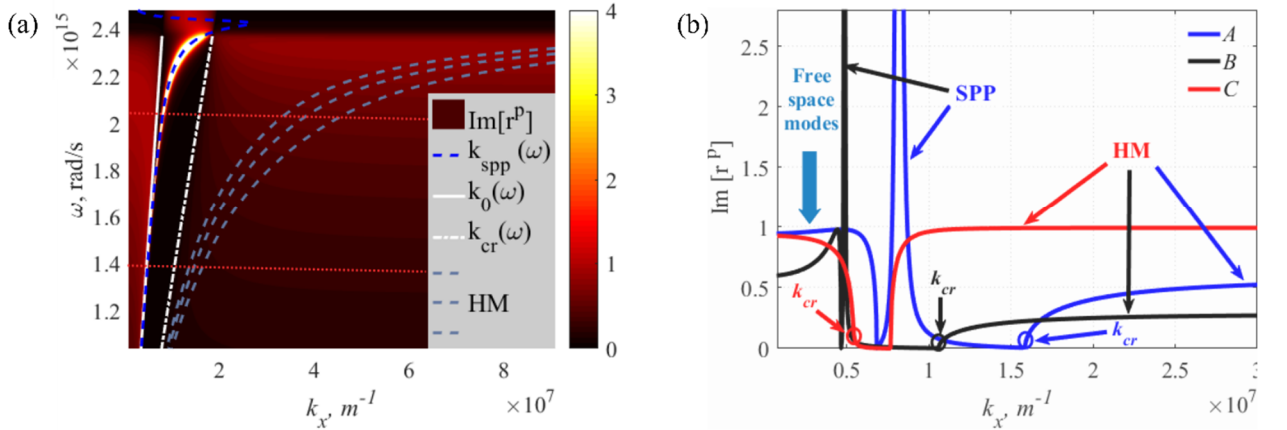 (a)
× 10^15
2.4
2.2
2
1.8
1.6
1.4
1.2
ω, rad/s
Im[r^p]
k_spp (ω)
k_0(ω)
k_cr(ω)
HM
2
4
6
8
k_x, m^-1
×10^7
4
3
2
1
0
(b)
2.5
2
1.5
1
0.5
0
Im [r^p]
Free
space
modes
SPP
A
B
C
HM
k_cr
k_cr
k_cr
0.5
1
1.5
2
2.5
k_x, m^-1
×10^7